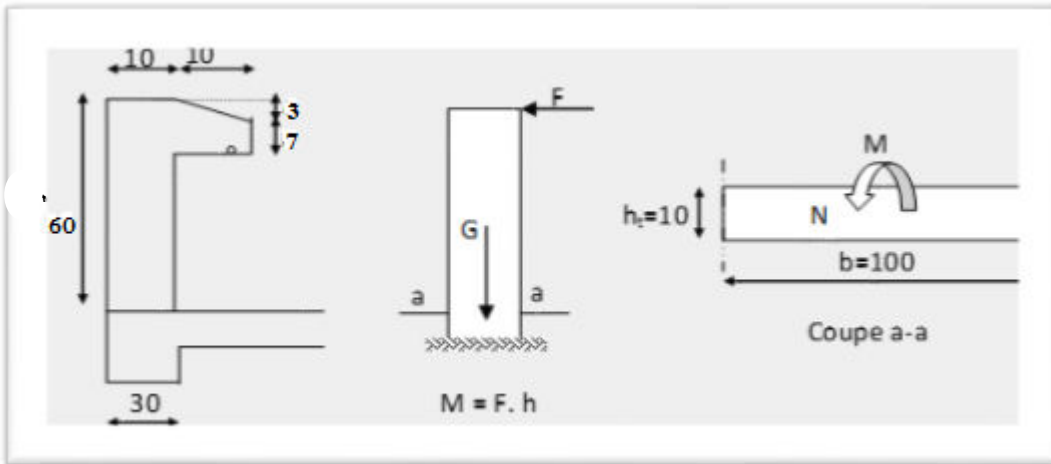 10 10
3
7
60
30
F
G
a a
M = F. h
M
N
hₜ=10
b=100
Coupe a-a